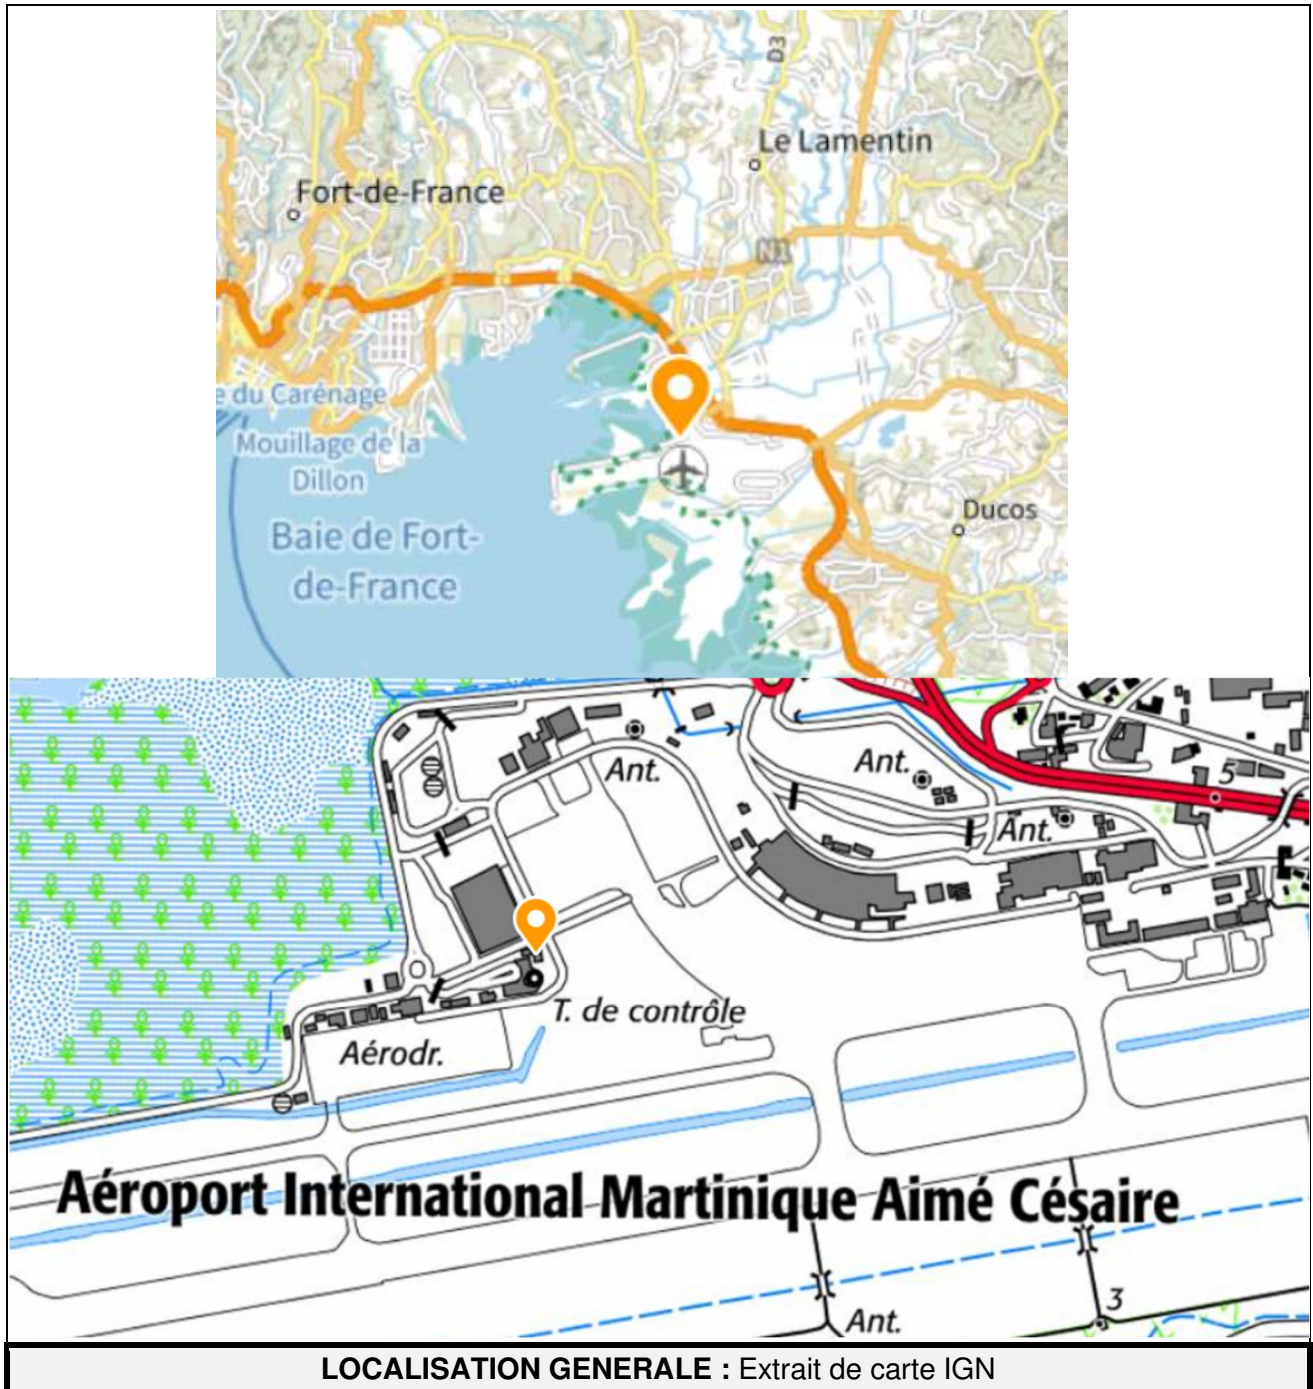 D3
Le Lamentin
Fort-de-France
N1
e du Carénage
Mouillage de la
Dillon
Baie de Fort-
de-France
Ducos
Ant.
Ant.
5
Ant.
T. de contrôle
Aérodr.
Aéroport International Martinique Aimé Césaire
3
Ant.
LOCALISATION GENERALE : Extrait de carte IGN